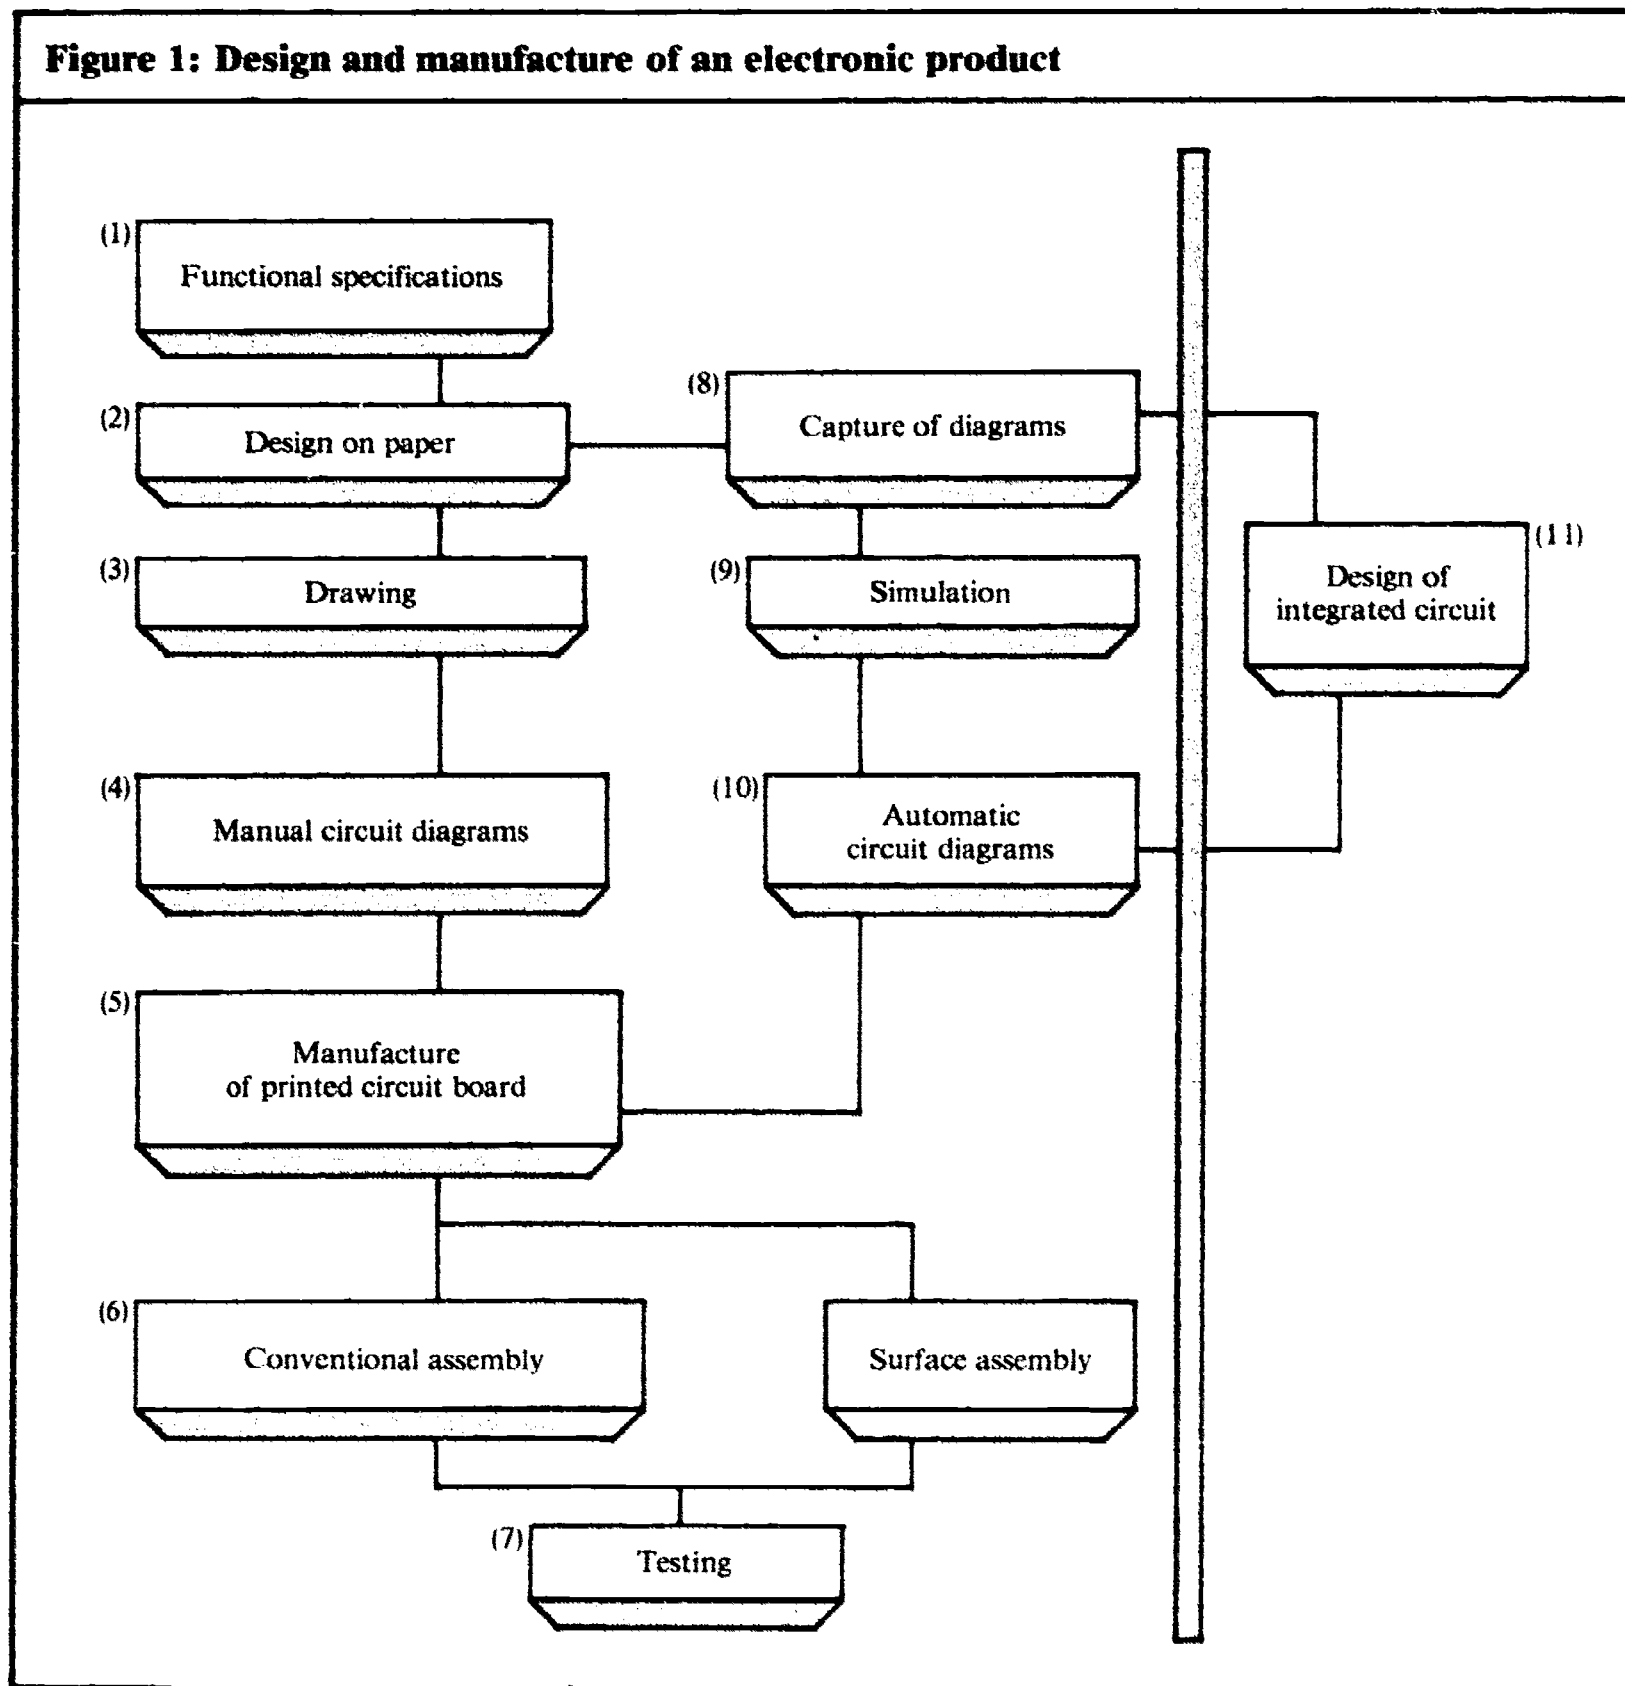 Figure 1: Design and manufacture of an electronic product
(1)
Functional specifications
(2)
Design on paper
(3)
Drawing
(4)
Manual circuit diagrams
(5)
Manufacture
of printed circuit board
(6)
Conventional assembly
Surface assembly
(7)
Testing
(8)
Capture of diagrams
(9)
Simulation
(10)
Automatic
circuit diagrams
(11)
Design of
integrated circuit